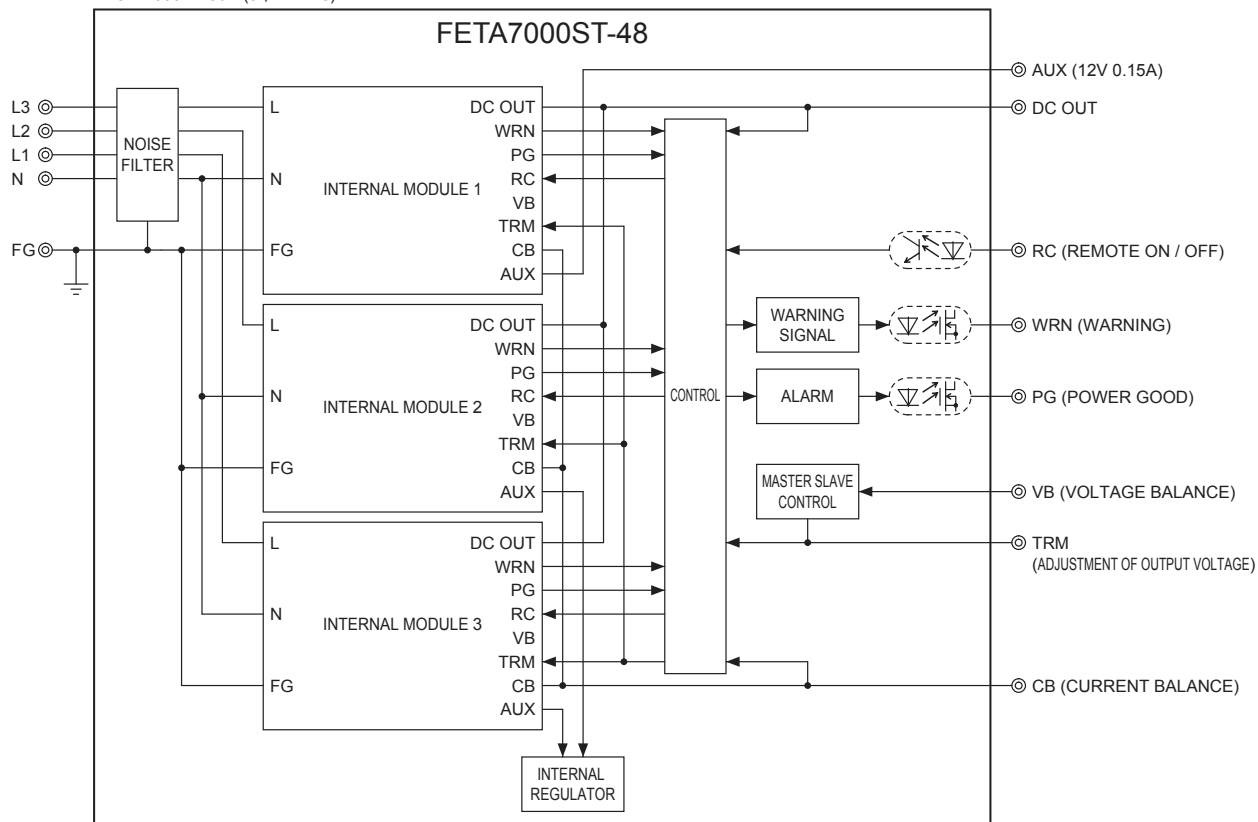 FETA7000ST-48
AUX (12V 0.15A)
DC OUT
L3
L2
L1
N
FG
NOISE
FILTER
L
N
FG
INTERNAL MODULE 1
DC OUT
WRN
PG
RC
VB
TRM
CB
AUX
L
N
FG
INTERNAL MODULE 2
DC OUT
WRN
PG
RC
VB
TRM
CB
AUX
L
N
FG
INTERNAL MODULE 3
DC OUT
WRN
PG
RC
VB
TRM
CB
AUX
INTERNAL
REGULATOR
CONTROL
WARNING
SIGNAL
ALARM
MASTER SLAVE
CONTROL
RC (REMOTE ON / OFF)
WRN (WARNING)
PG (POWER GOOD)
VB (VOLTAGE BALANCE)
TRM
(ADJUSTMENT OF OUTPUT VOLTAGE)
CB (CURRENT BALANCE)